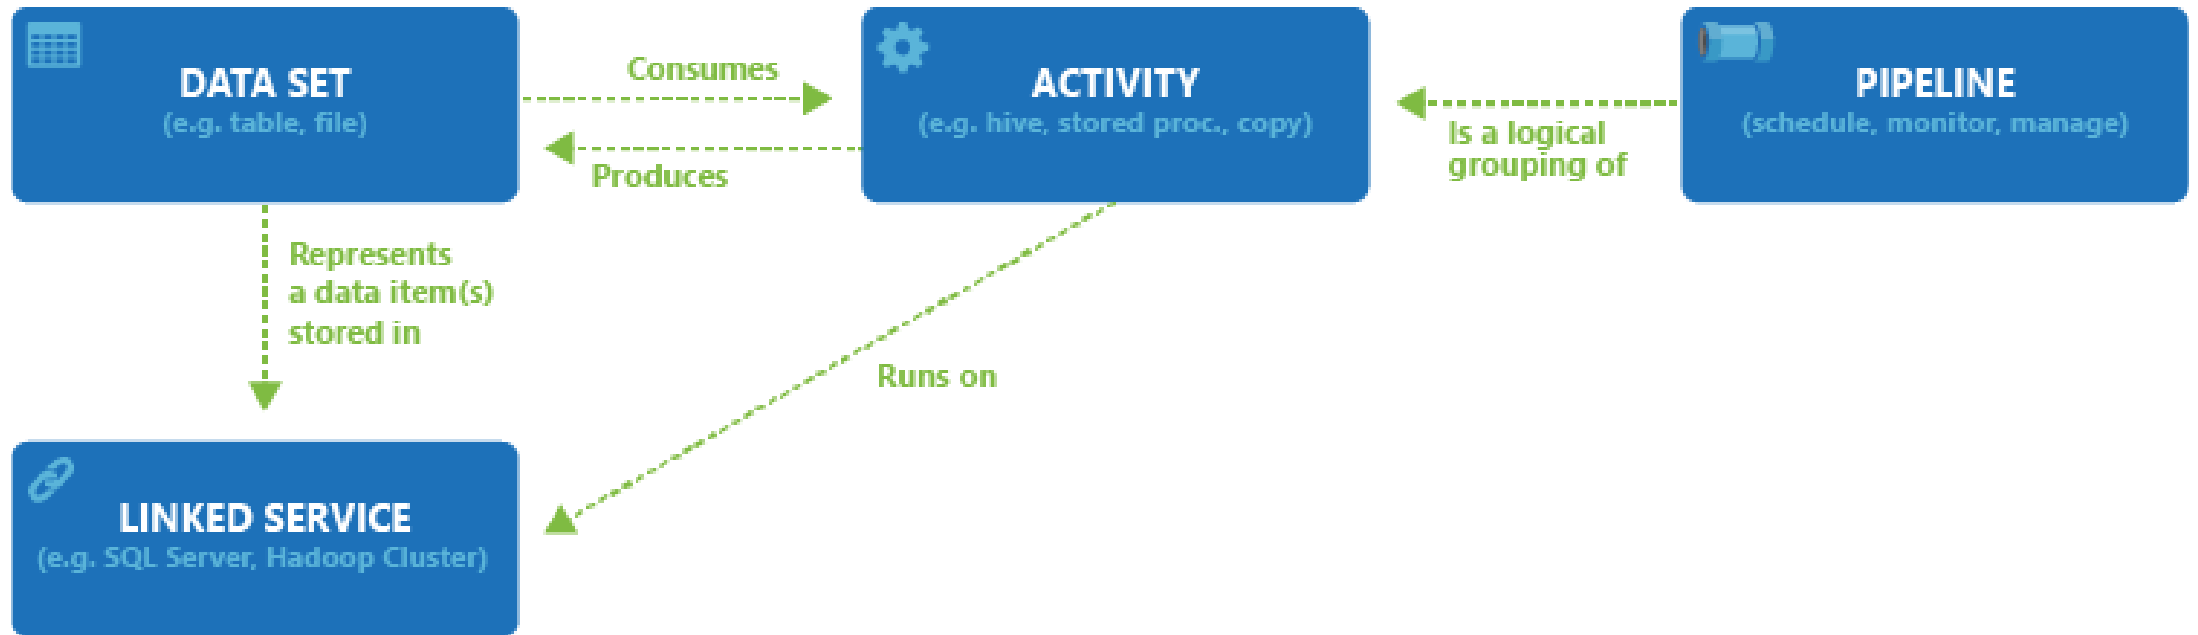 DATA SET
(e.g. table, file)
Consumes
Produces
ACTIVITY
(e.g. hive, stored proc., copy)
Is a logical
grouping of
PIPELINE
(schedule, monitor, manage)
Represents
a data item(s)
stored in
Runs on
LINKED SERVICE
(e.g. SQL Server, Hadoop Cluster)